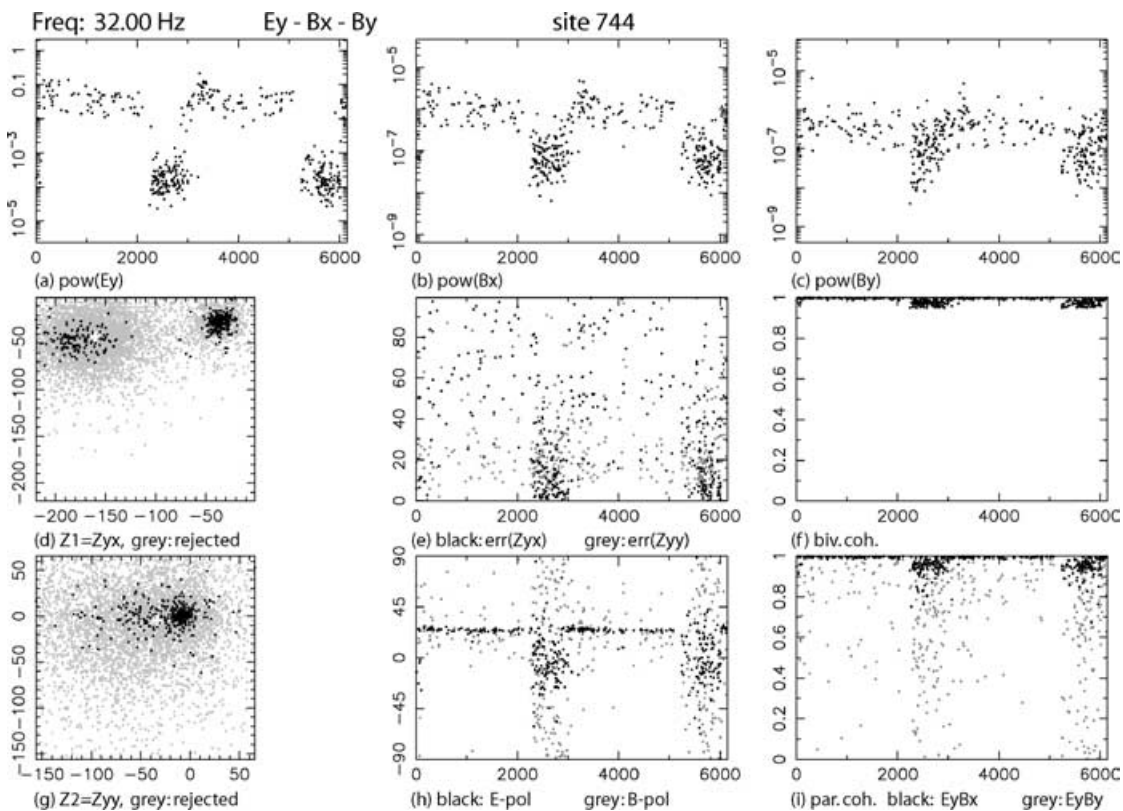 Freq: 32.00 Hz Ey - Bx - By site 744
1
0.1
10−3
10−5
0 2000 4000 6000
(a) pow(Ey)
10−5
10−7
10−9
0 2000 4000 6000
(b) pow(Bx)
10−5
10−7
10−9
0 2000 4000 6000
(c) pow(By)
−50
−100
−150
−200
−200 −150 −100 −50
(d) Z1=Zyx, grey:rejected
80
60
40
20
0
0 2000 4000 6000
(e) black:err(Zyx) grey:err(Zyy)
1
0.8
0.6
0.4
0.2
0
0 2000 4000 6000
(f) biv.coh.
50
0
−50
−100
−150
−150 −100 −50 0 50
(g) Z2=Zyy, grey:rejected
90
45
0
−45
−90
0 2000 4000 6000
(h) black: E-pol grey:B-pol
1
0.8
0.6
0.4
0.2
0
0 2000 4000 6000
(i) par.coh. black: EyBx grey:EyBy